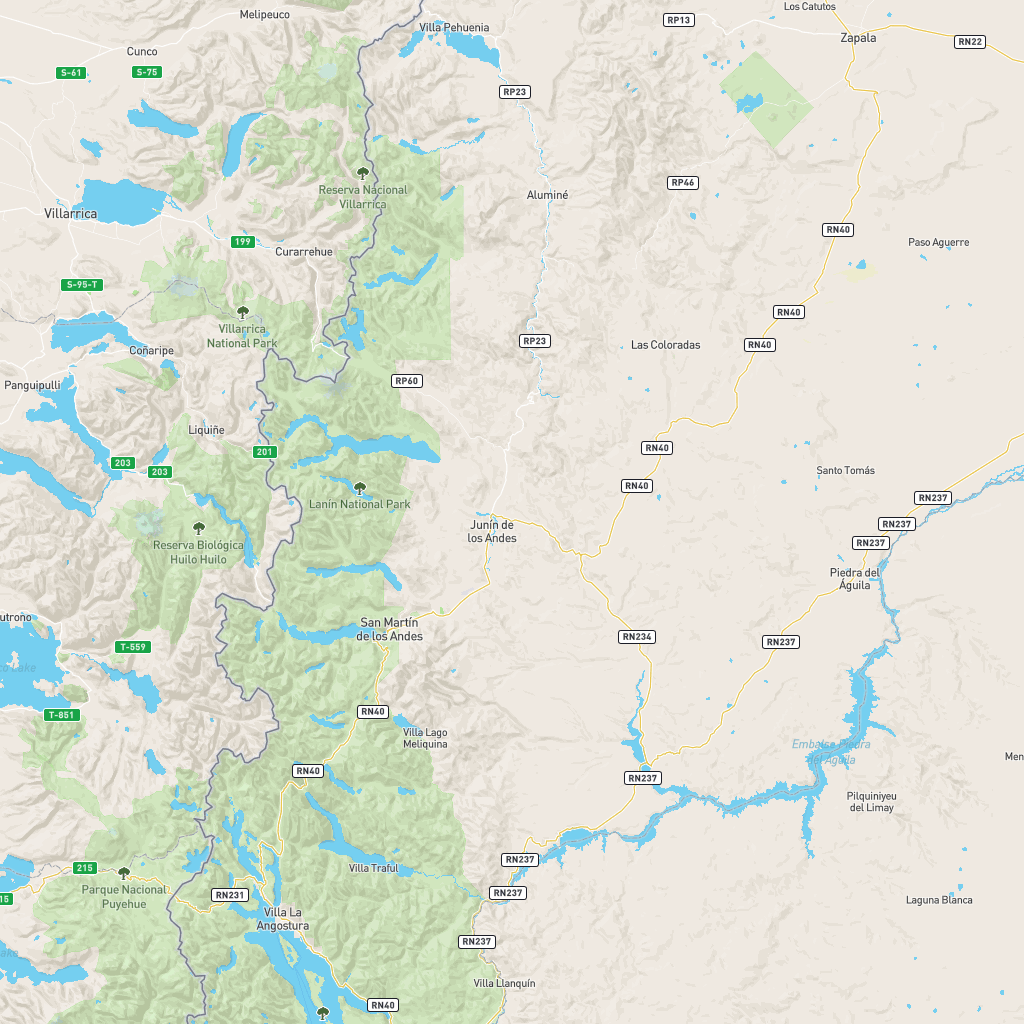 Los Catutos
Melipeuco
RP13
Villa Pehuenia
Zapala
RN22
Cunco
S-61
S-75
RP23
Reserva Nacional
Villarrica
RP46
Aluminé
Villarrica
RN40
199
Paso Aguerre
Curarrehue
S-95-T
RN40
Villarrica
National Park
RP23
RN40
Las Coloradas
Coñaripe
RP60
Panguipulli
Liquiñe
RN40
201
203
203
Santo Tomás
RN40
Lanín National Park
RN237
RN237
Junín de
los Andes
Reserva Biológica
Huilo Huilo
RN237
Piedra del
Águila
San Martín
de los Andes
RN234
RN237
T-559
Lake
T-851
RN40
Villa Lago
Meliquina
Embalse Piedra
del Águila
RN40
RN237
Pilquiniyeu
del Limay
215
Villa Traful
RN237
Parque Nacional
Puyehue
RN231
RN237
Laguna Blanca
15
Villa La
Angostura
RN237
Villa Llanquín
RN40